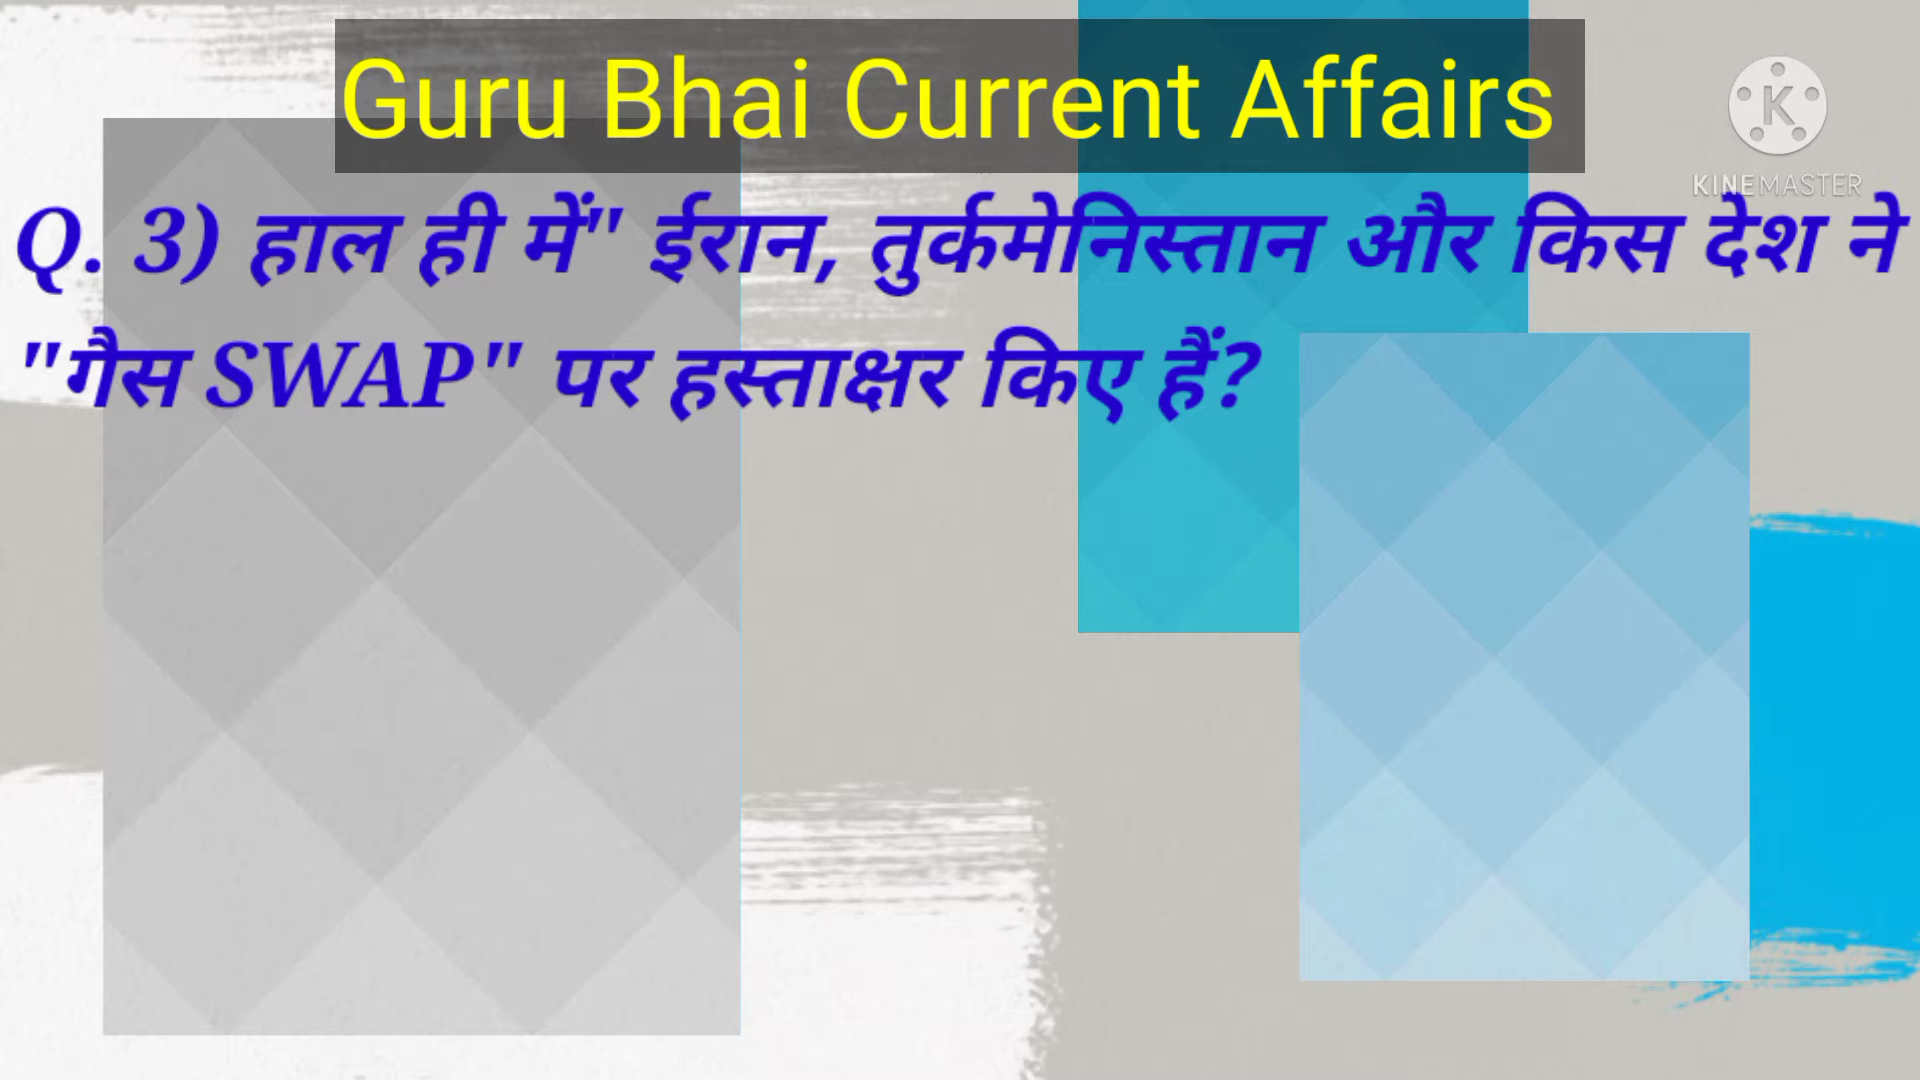 Guru Bhai Current Affairs
K
KINEMASTER
Q. 3) हाल ही में" ईरान, तुर्कमेनिस्तान और किस देश ने
"गैस SWAP" पर हस्ताक्षर किए हैं?